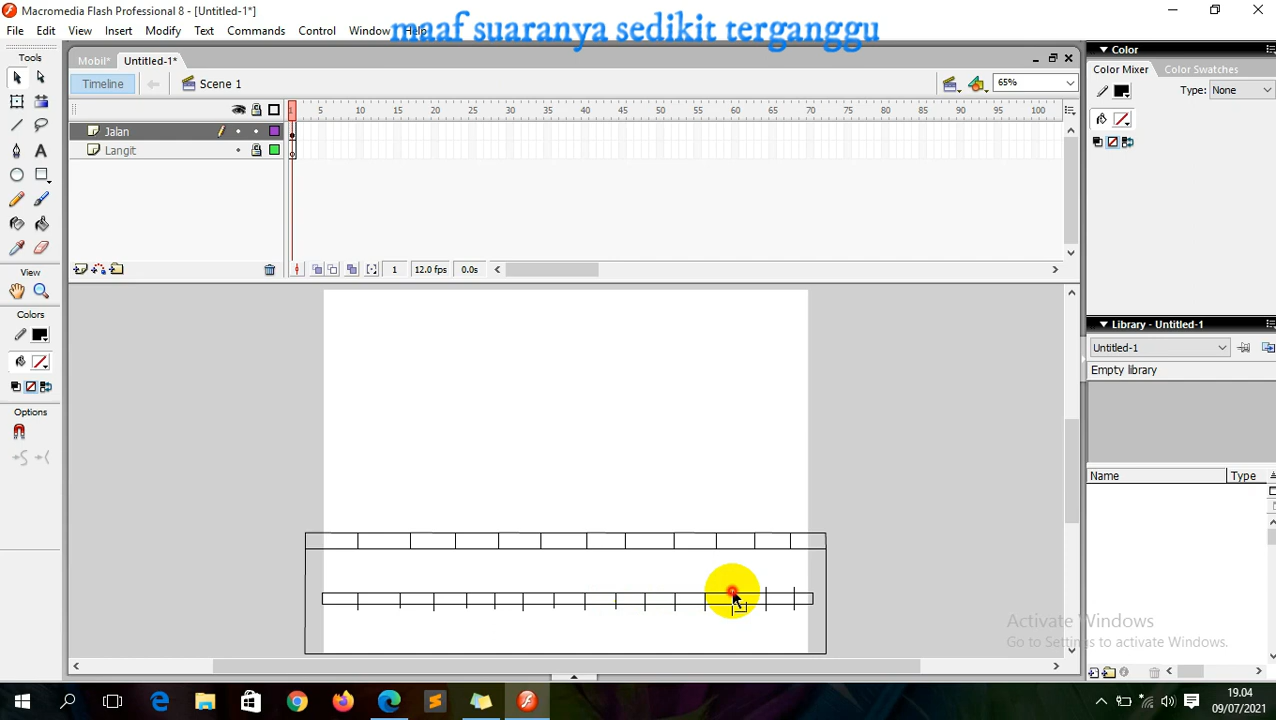 Macromedia Flash Professional 8 - [Untitled-1*]
maaf suaranya sedikit terganggu
File Edit View Insert Modify Text Commands Control Window Help
Tools
Mobil* Untitled-1*
Timeline Scene 1 65%
5 10 15 20 25 30 35 40 45 50 55 60 65 70 75 80 85 90 95 100
Jalan
Langit
1 12.0 fps 0.0s
View
Colors
Options
Color
Color Mixer Color Swatches
Type: None
Library - Untitled-1
Untitled-1
Empty library
Name Type
Activate Windows
Go to Settings to activate Windows.
19.04
09/07/2021